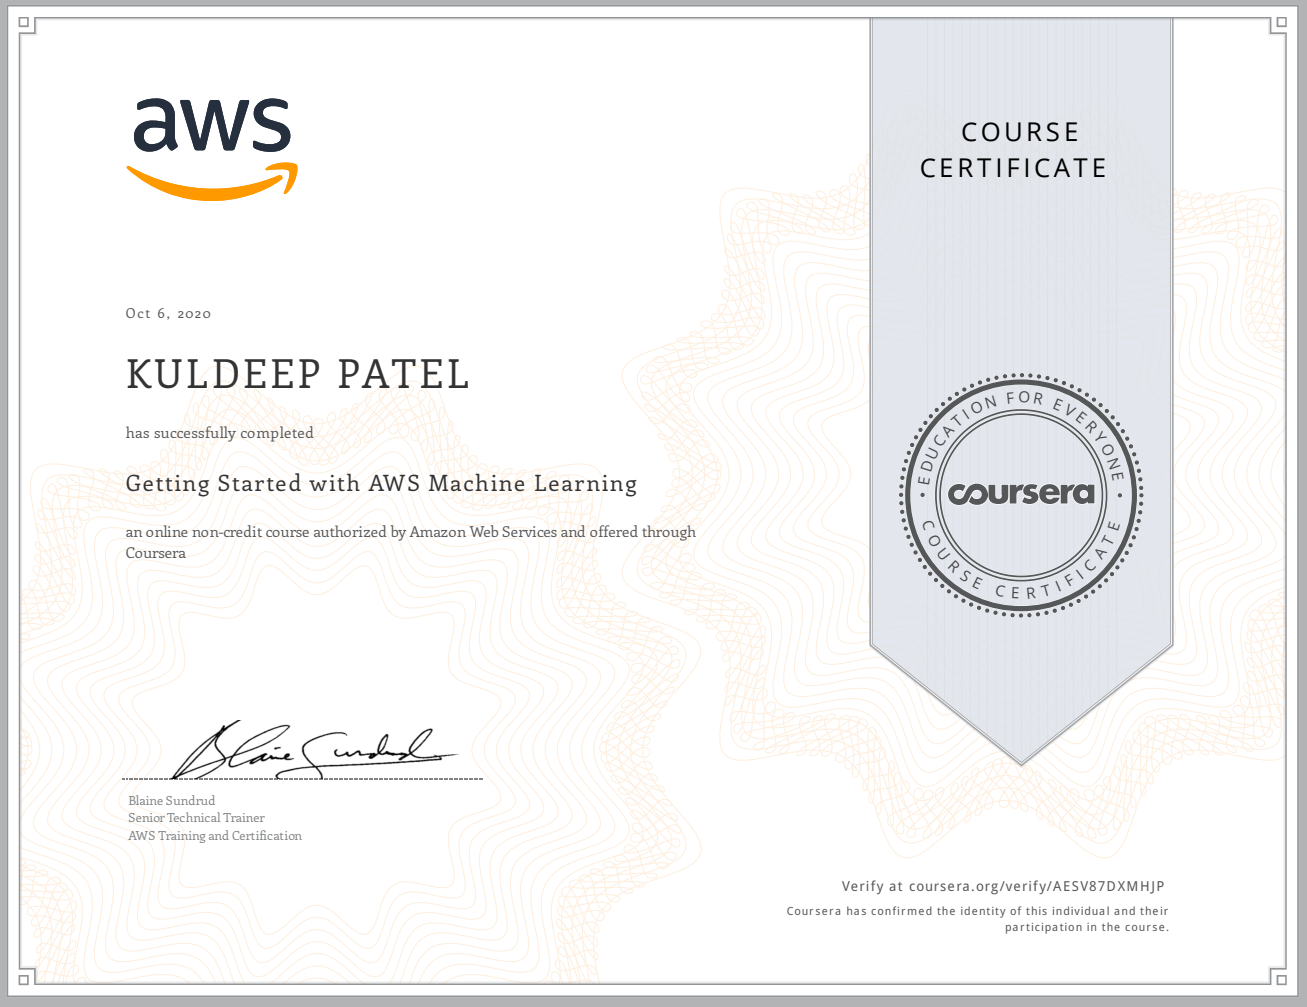 aws
COURSE
CERTIFICATE
Oct 6, 2020
KULDEEP PATEL
has successfully completed
Getting Started with AWS Machine Learning
an online non-credit course authorized by Amazon Web Services and offered through
Coursera
EDUCATION FOR EVERYONE
coursera
COURSE CERTIFICATE
Blaine Sundrud
Blaine Sundrud
Senior Technical Trainer
AWS Training and Certification
Verify at coursera.org/verify/AESV87DXMHJP
Coursera has confirmed the identity of this individual and their
participation in the course.